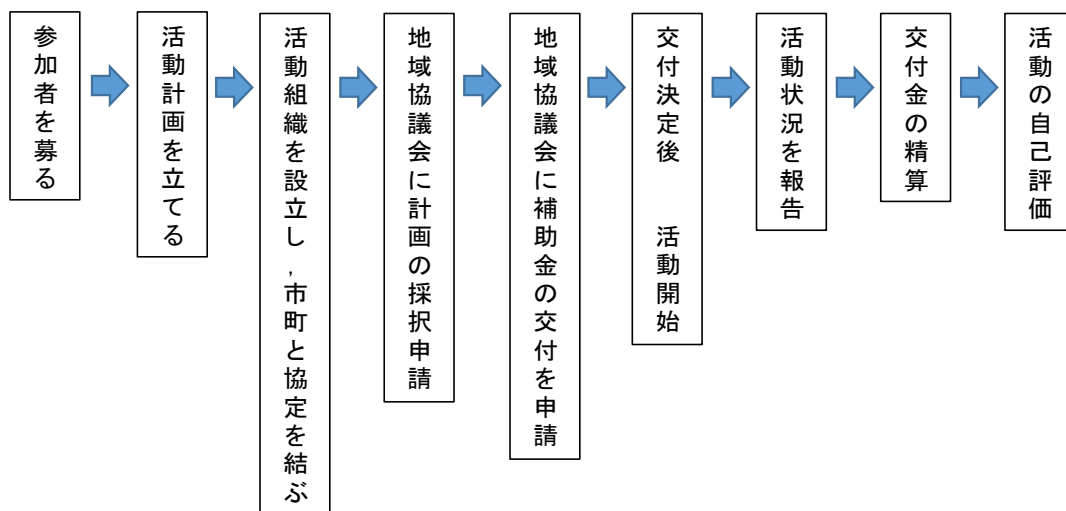 参加者を募る
活動計画を立てる
活動組織を設立し,市町と協定を結ぶ
地域協議会に計画の採択申請
地域協議会に補助金の交付を申請
交付決定後　　活動開始
活動状況を報告
交付金の精算
活動の自己評価